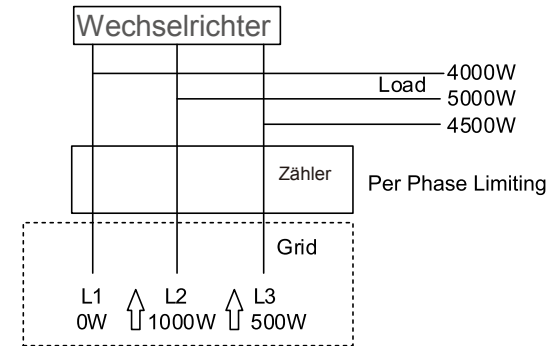 Wechselrichter
4000W
Load
5000W
4500W
Zähler
Per Phase Limiting
Grid
L1 L2 L3
0W 1000W 500W